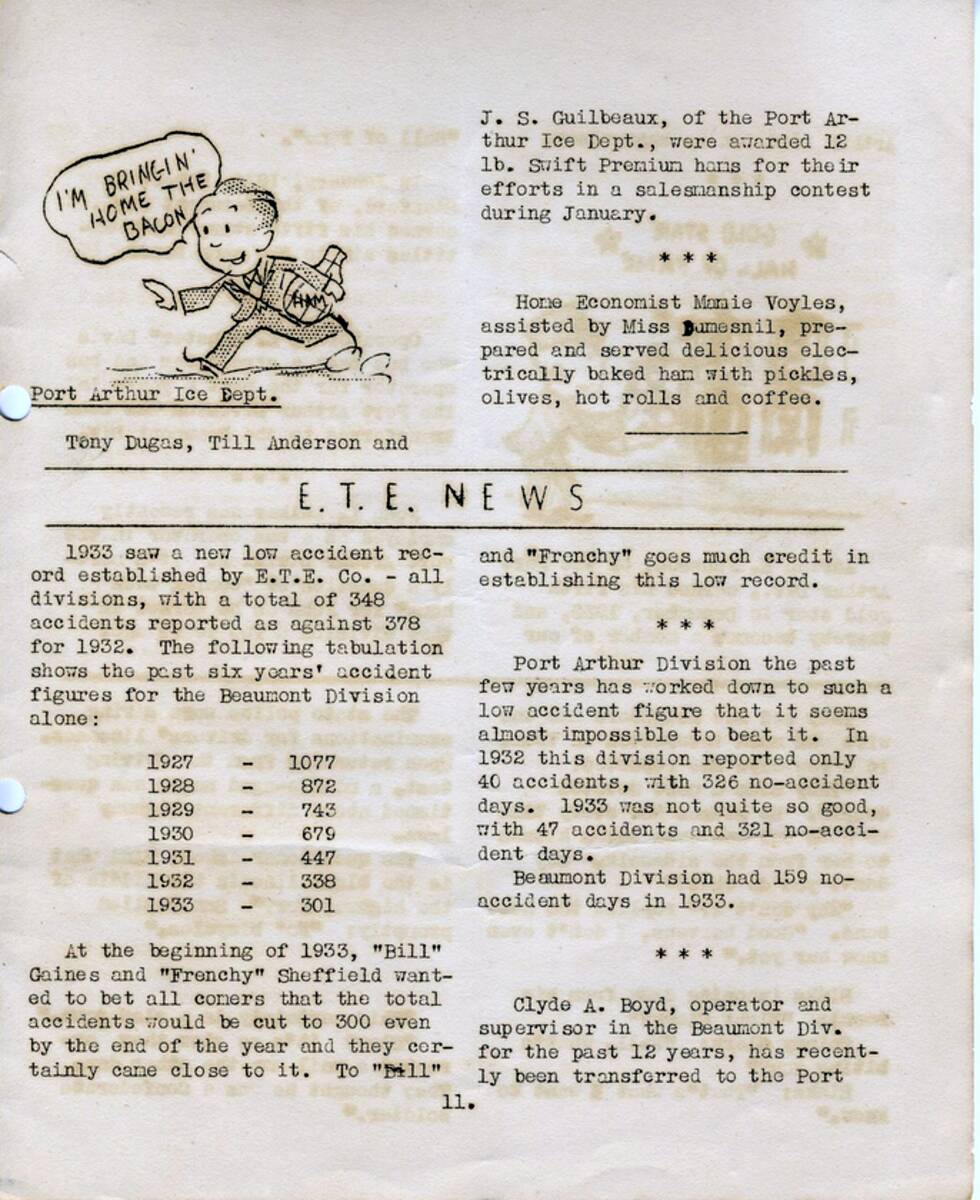 I'M BRINGIN'
HOME THE
BACON
HAM
Port Arthur Ice Dept.
Tony Dugas, Till Anderson and
J. S. Guilbeaux, of the Port Ar-
thur Ice Dept., were awarded 12
lb. Swift Premium hams for their
efforts in a salesmanship contest
during January.
* * *
Home Economist Mamie Voyles,
assisted by Miss Dumesnil, pre-
pared and served delicious elec-
trically baked ham with pickles,
olives, hot rolls and coffee.
E. T. E. NEWS
1933 saw a new low accident rec-
ord established by E.T.E. Co. - all
divisions, with a total of 348
accidents reported as against 378
for 1932. The following tabulation
shows the past six years' accident
figures for the Beaumont Division
alone:
1927 - 1077
1928 - 872
1929 - 743
1930 - 679
1931 - 447
1932 - 338
1933 - 301
At the beginning of 1933, "Bill"
Gaines and "Frenchy" Sheffield want-
ed to bet all comers that the total
accidents would be cut to 300 even
by the end of the year and they cer-
tainly came close to it. To "Bill"
and "Frenchy" goes much credit in
establishing this low record.
* * *
Port Arthur Division the past
few years has worked down to such a
low accident figure that it seems
almost impossible to beat it. In
1932 this division reported only
40 accidents, with 326 no-accident
days. 1933 was not quite so good,
with 47 accidents and 321 no-acci-
dent days.
Beaumont Division had 159 no-
accident days in 1933.
* * *
Clyde A. Boyd, operator and
supervisor in the Beaumont Div.
for the past 12 years, has recent-
ly been transferred to the Port
11.